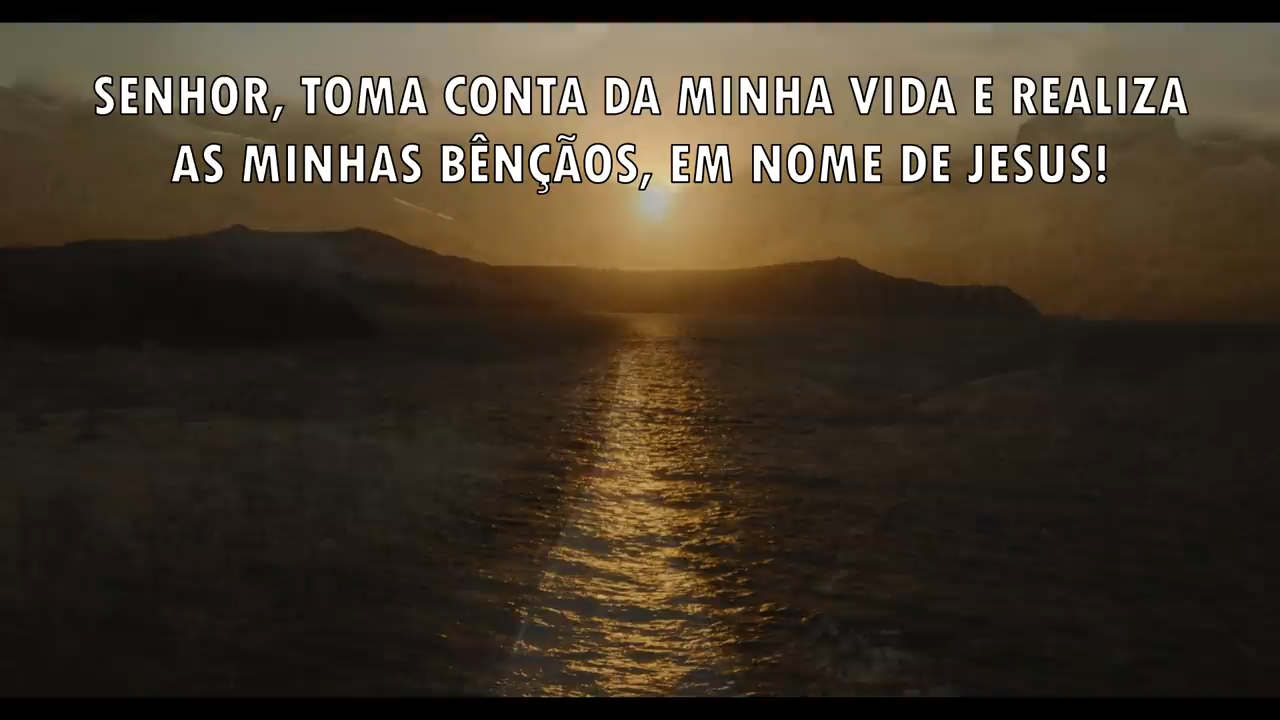 SENHOR, TOMA CONTA DA MINHA VIDA E REALIZA
AS MINHAS BÊNÇÃOS, EM NOME DE JESUS!